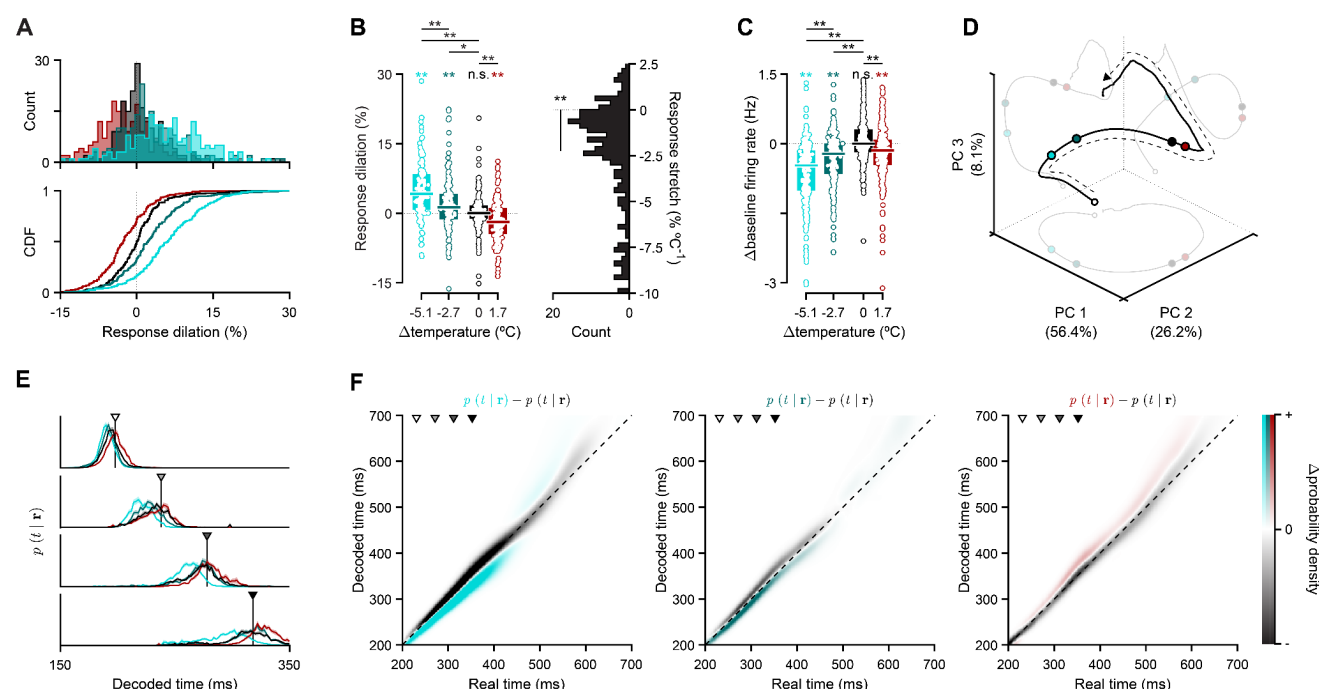 A
30
Count
0
1
CDF
0
-15
0
15
30
Response dilation (%)
B
**
**
*
**
** ** n.s. **
30
15
0
-15
Response dilation (%)
-5.1
-2.7
0
1.7
Δtemperature (ºC)
**
2.5
0
-2.5
-5
-7.5
-10
Response stretch (% ºC-1)
20
0
Count
C
**
**
**
**
** ** n.s. **
1.5
0
-1.5
-3
Δbaseline firing rate (Hz)
-5.1
-2.7
0
1.7
Δtemperature (ºC)
D
PC 3
(8.1%)
PC 1
(56.4%)
PC 2
(26.2%)
E
p (t | r)
150
350
Decoded time (ms)
F
p (t | r) − p (t | r)
700
600
500
400
300
200
Decoded time (ms)
200 300 400 500 600 700
Real time (ms)
p (t | r) − p (t | r)
700
600
500
400
300
200
Decoded time (ms)
200 300 400 500 600 700
Real time (ms)
p (t | r) − p (t | r)
700
600
500
400
300
200
Decoded time (ms)
200 300 400 500 600 700
Real time (ms)
+
0
-
Δprobability density